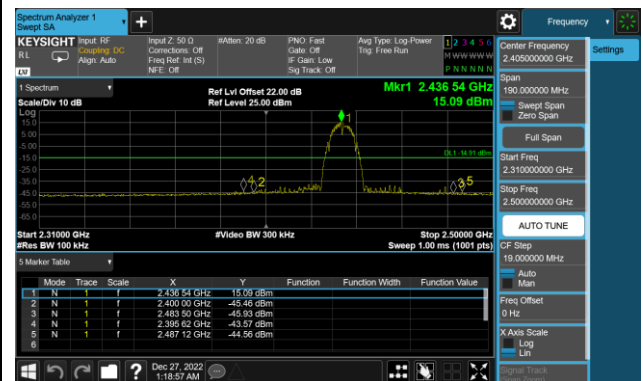 Spectrum Analyzer 1
Swept SA
+
Frequency
KEYSIGHT
RL
LXI
Input: RF
Coupling: DC
Align: Auto
Input Z: 50 Ω
Corrections: Off
Freq Ref: Int (S)
NFE: Off
#Atten: 20 dB
PNO: Fast
Gate: Off
IF Gain: Low
Sig Track: Off
Avg Type: Log-Power
Trig: Free Run
1 2 3 4 5 6
M W W W W W
P N N N N N
Center Frequency
2.405000000 GHz
Settings
Span
190.000000 MHz
Swept Span
Zero Span
Full Span
Start Freq
2.310000000 GHz
Stop Freq
2.500000000 GHz
AUTO TUNE
CF Step
19.000000 MHz
Auto
Man
Freq Offset
0 Hz
X Axis Scale
Log
Lin
Signal Track
(Span Zoom)
1 Spectrum
Scale/Div 10 dB
Ref Lvl Offset 22.00 dB
Ref Level 25.00 dBm
Mkr1 2.436 54 GHz
15.09 dBm
Log
15.0
5.00
-5.00
-15.0
-25.0
-35.0
-45.0
-55.0
-65.0
1
DL1 -14.91 dBm
4 2
3 5
Start 2.31000 GHz
#Res BW 100 kHz
#Video BW 300 kHz
Stop 2.50000 GHz
Sweep 1.00 ms (1001 pts)
5 Marker Table
Mode Trace Scale X Y Function Function Width Function Value
1 N 1 f 2.436 54 GHz 15.09 dBm
2 N 1 f 2.400 00 GHz -45.46 dBm
3 N 1 f 2.483 50 GHz -45.93 dBm
4 N 1 f 2.395 62 GHz -43.57 dBm
5 N 1 f 2.487 12 GHz -44.56 dBm
6
?
Dec 27, 2022
1:18:57 AM